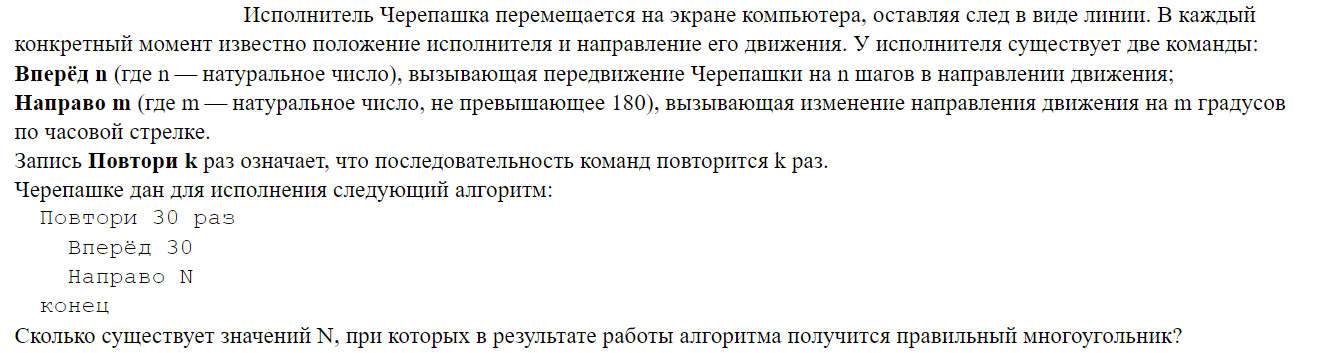 Исполнитель Черепашка перемещается на экране компьютера, оставляя след в виде линии. В каждый
конкретный момент известно положение исполнителя и направление его движения. У исполнителя существует две команды:
Вперёд n (где n — натуральное число), вызывающая передвижение Черепашки на n шагов в направлении движения;
Направо m (где m — натуральное число, не превышающее 180), вызывающая изменение направления движения на m градусов
по часовой стрелке.
Запись Повтори k раз означает, что последовательность команд повторится k раз.
Черепашке дан для исполнения следующий алгоритм:
Повтори 30 раз
Вперёд 30
Направо N
конец
Сколько существует значений N, при которых в результате работы алгоритма получится правильный многоугольник?